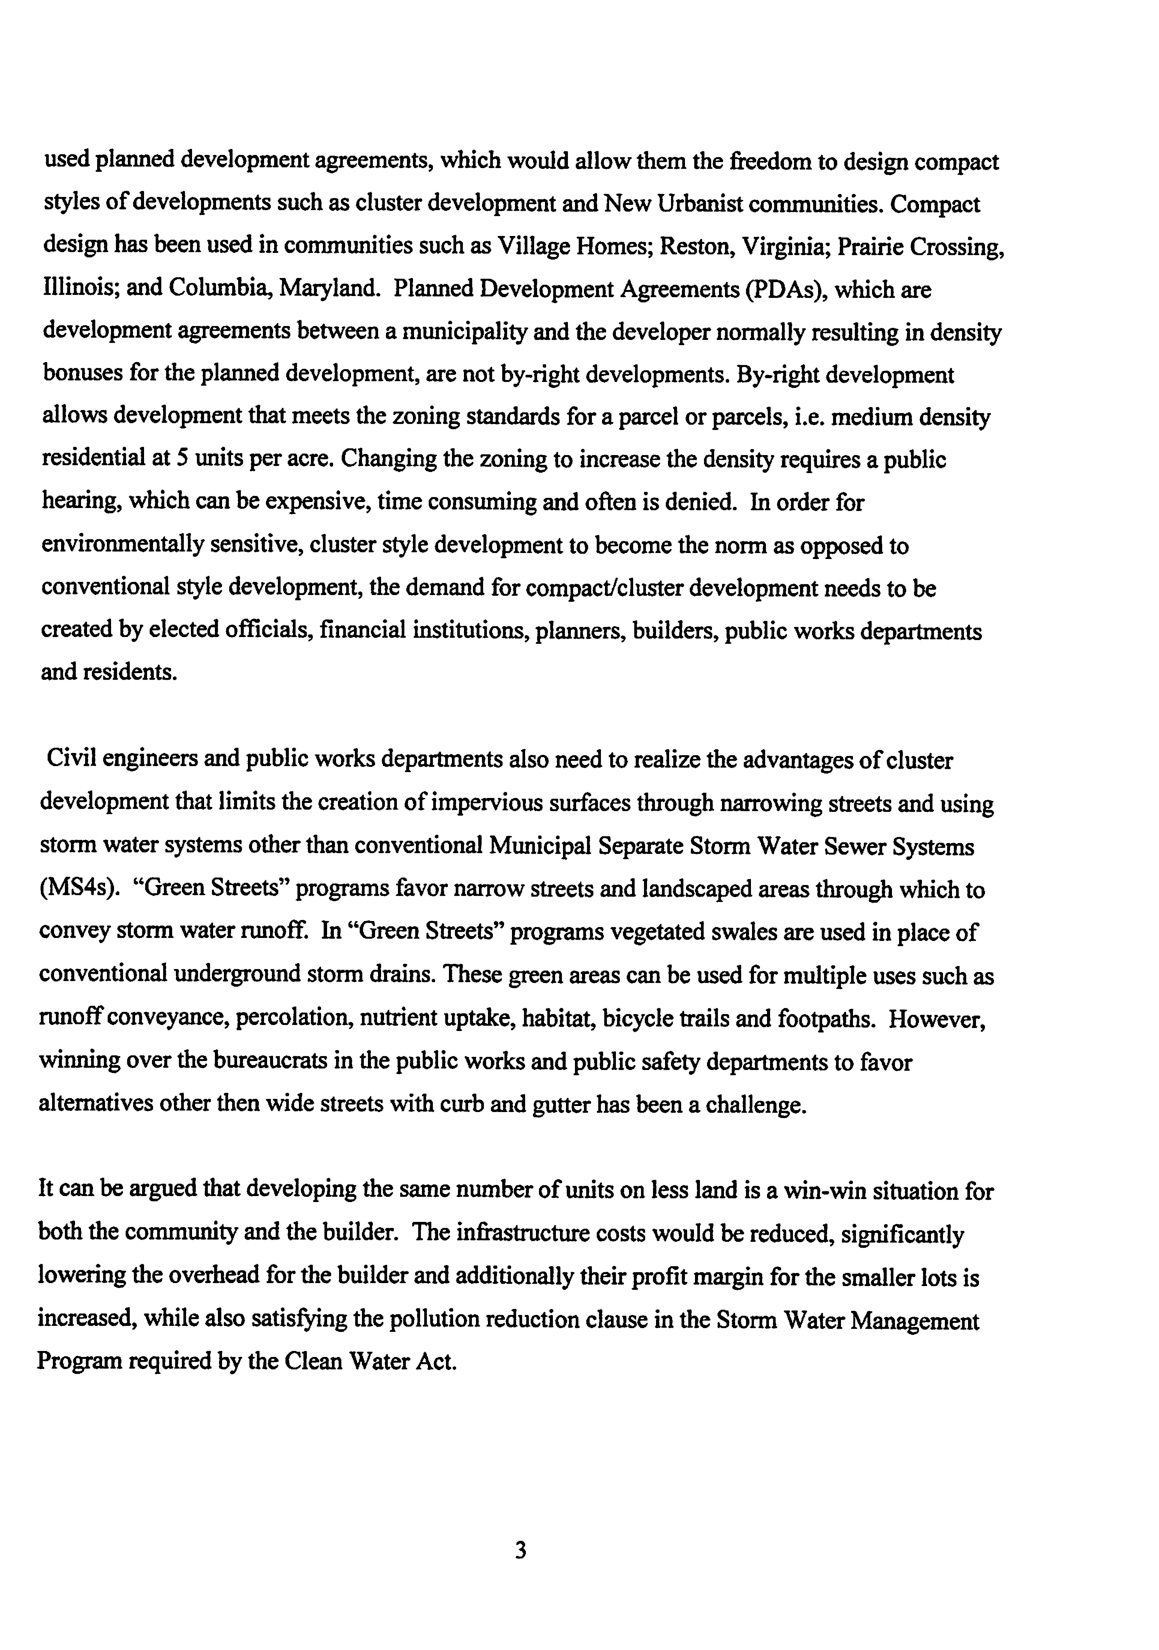 used planned development agreements, which would allow them the freedom to design compact
styles of developments such as cluster development and New Urbanist communities. Compact
design has been used in communities such as Village Homes; Reston, Virginia; Prairie Crossing,
Illinois; and Columbia, Maryland.  Planned Development Agreements (PDAs), which are
development agreements between a municipality and the developer normally resulting in density
bonuses for the planned development, are not by-right developments. By-right development
allows development that meets the zoning standards for a parcel or parcels, i.e. medium density
residential at 5 units per acre. Changing the zoning to increase the density requires a public
hearing, which can be expensive, time consuming and often is denied.  In order for
environmentally sensitive, cluster style development to become the norm as opposed to
conventional style development, the demand for compact/cluster development needs to be
created by elected officials, financial institutions, planners, builders, public works departments
and residents.

Civil engineers and public works departments also need to realize the advantages of cluster
development that limits the creation of impervious surfaces through narrowing streets and using
storm water systems other than conventional Municipal Separate Storm Water Sewer Systems
(MS4s).  “Green Streets” programs favor narrow streets and landscaped areas through which to
convey storm water runoff.  In “Green Streets” programs vegetated swales are used in place of
conventional underground storm drains. These green areas can be used for multiple uses such as
runoff conveyance, percolation, nutrient uptake, habitat, bicycle trails and footpaths.  However,
winning over the bureaucrats in the public works and public safety departments to favor
alternatives other then wide streets with curb and gutter has been a challenge.

It can be argued that developing the same number of units on less land is a win-win situation for
both the community and the builder.  The infrastructure costs would be reduced, significantly
lowering the overhead for the builder and additionally their profit margin for the smaller lots is
increased, while also satisfying the pollution reduction clause in the Storm Water Management
Program required by the Clean Water Act.

3